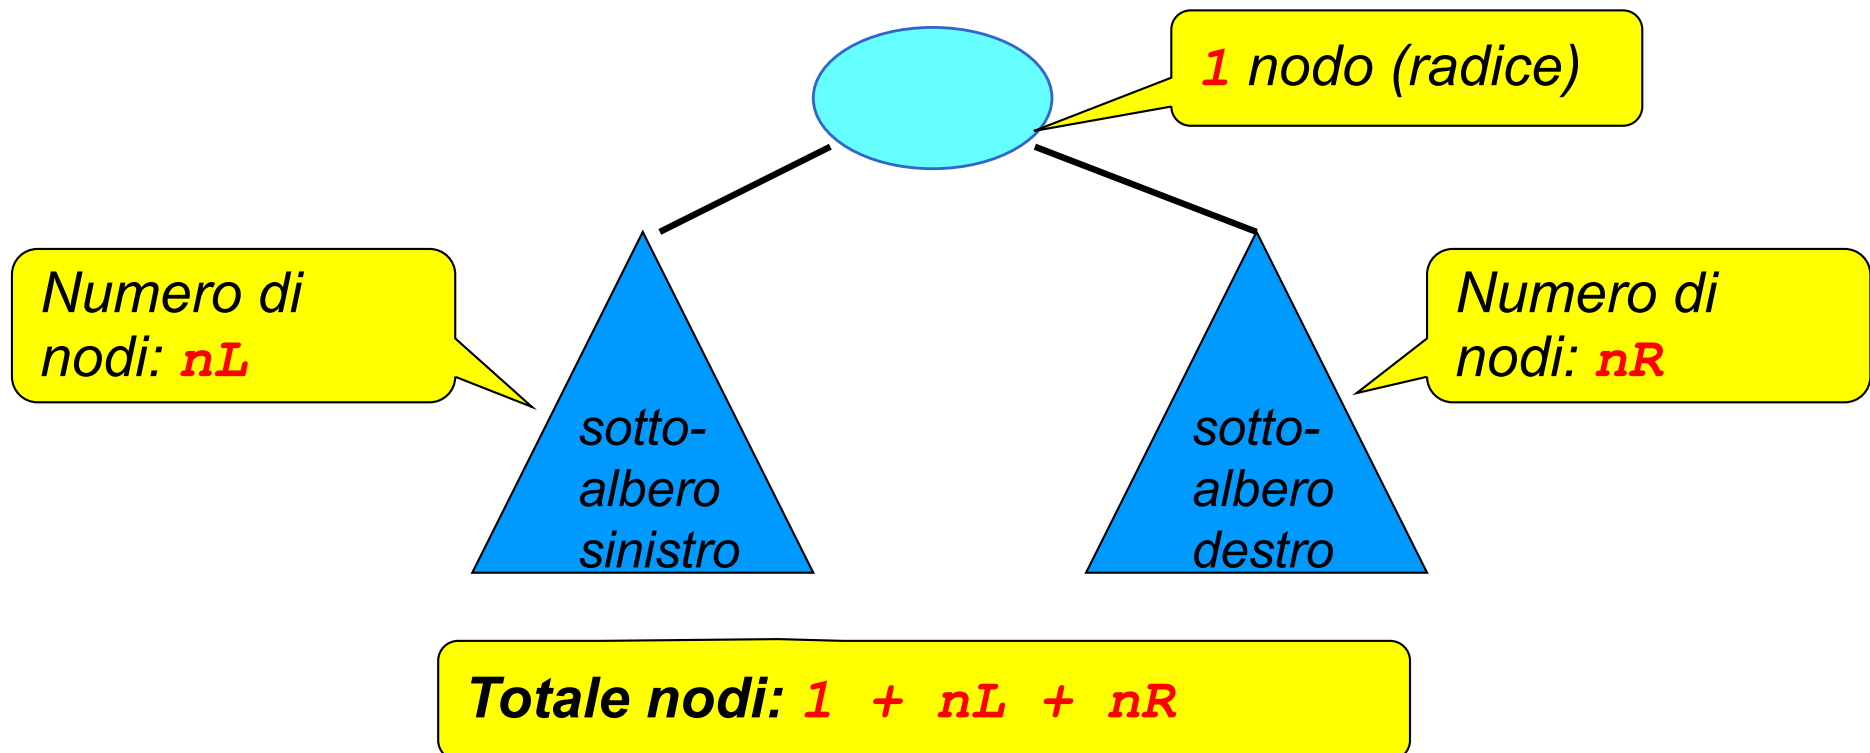 1 nodo (radice)
Numero di
nodi: nL
Numero di
nodi: nR
sotto-
albero
sinistro
sotto-
albero
destro
Totale nodi: 1 + nL + nR